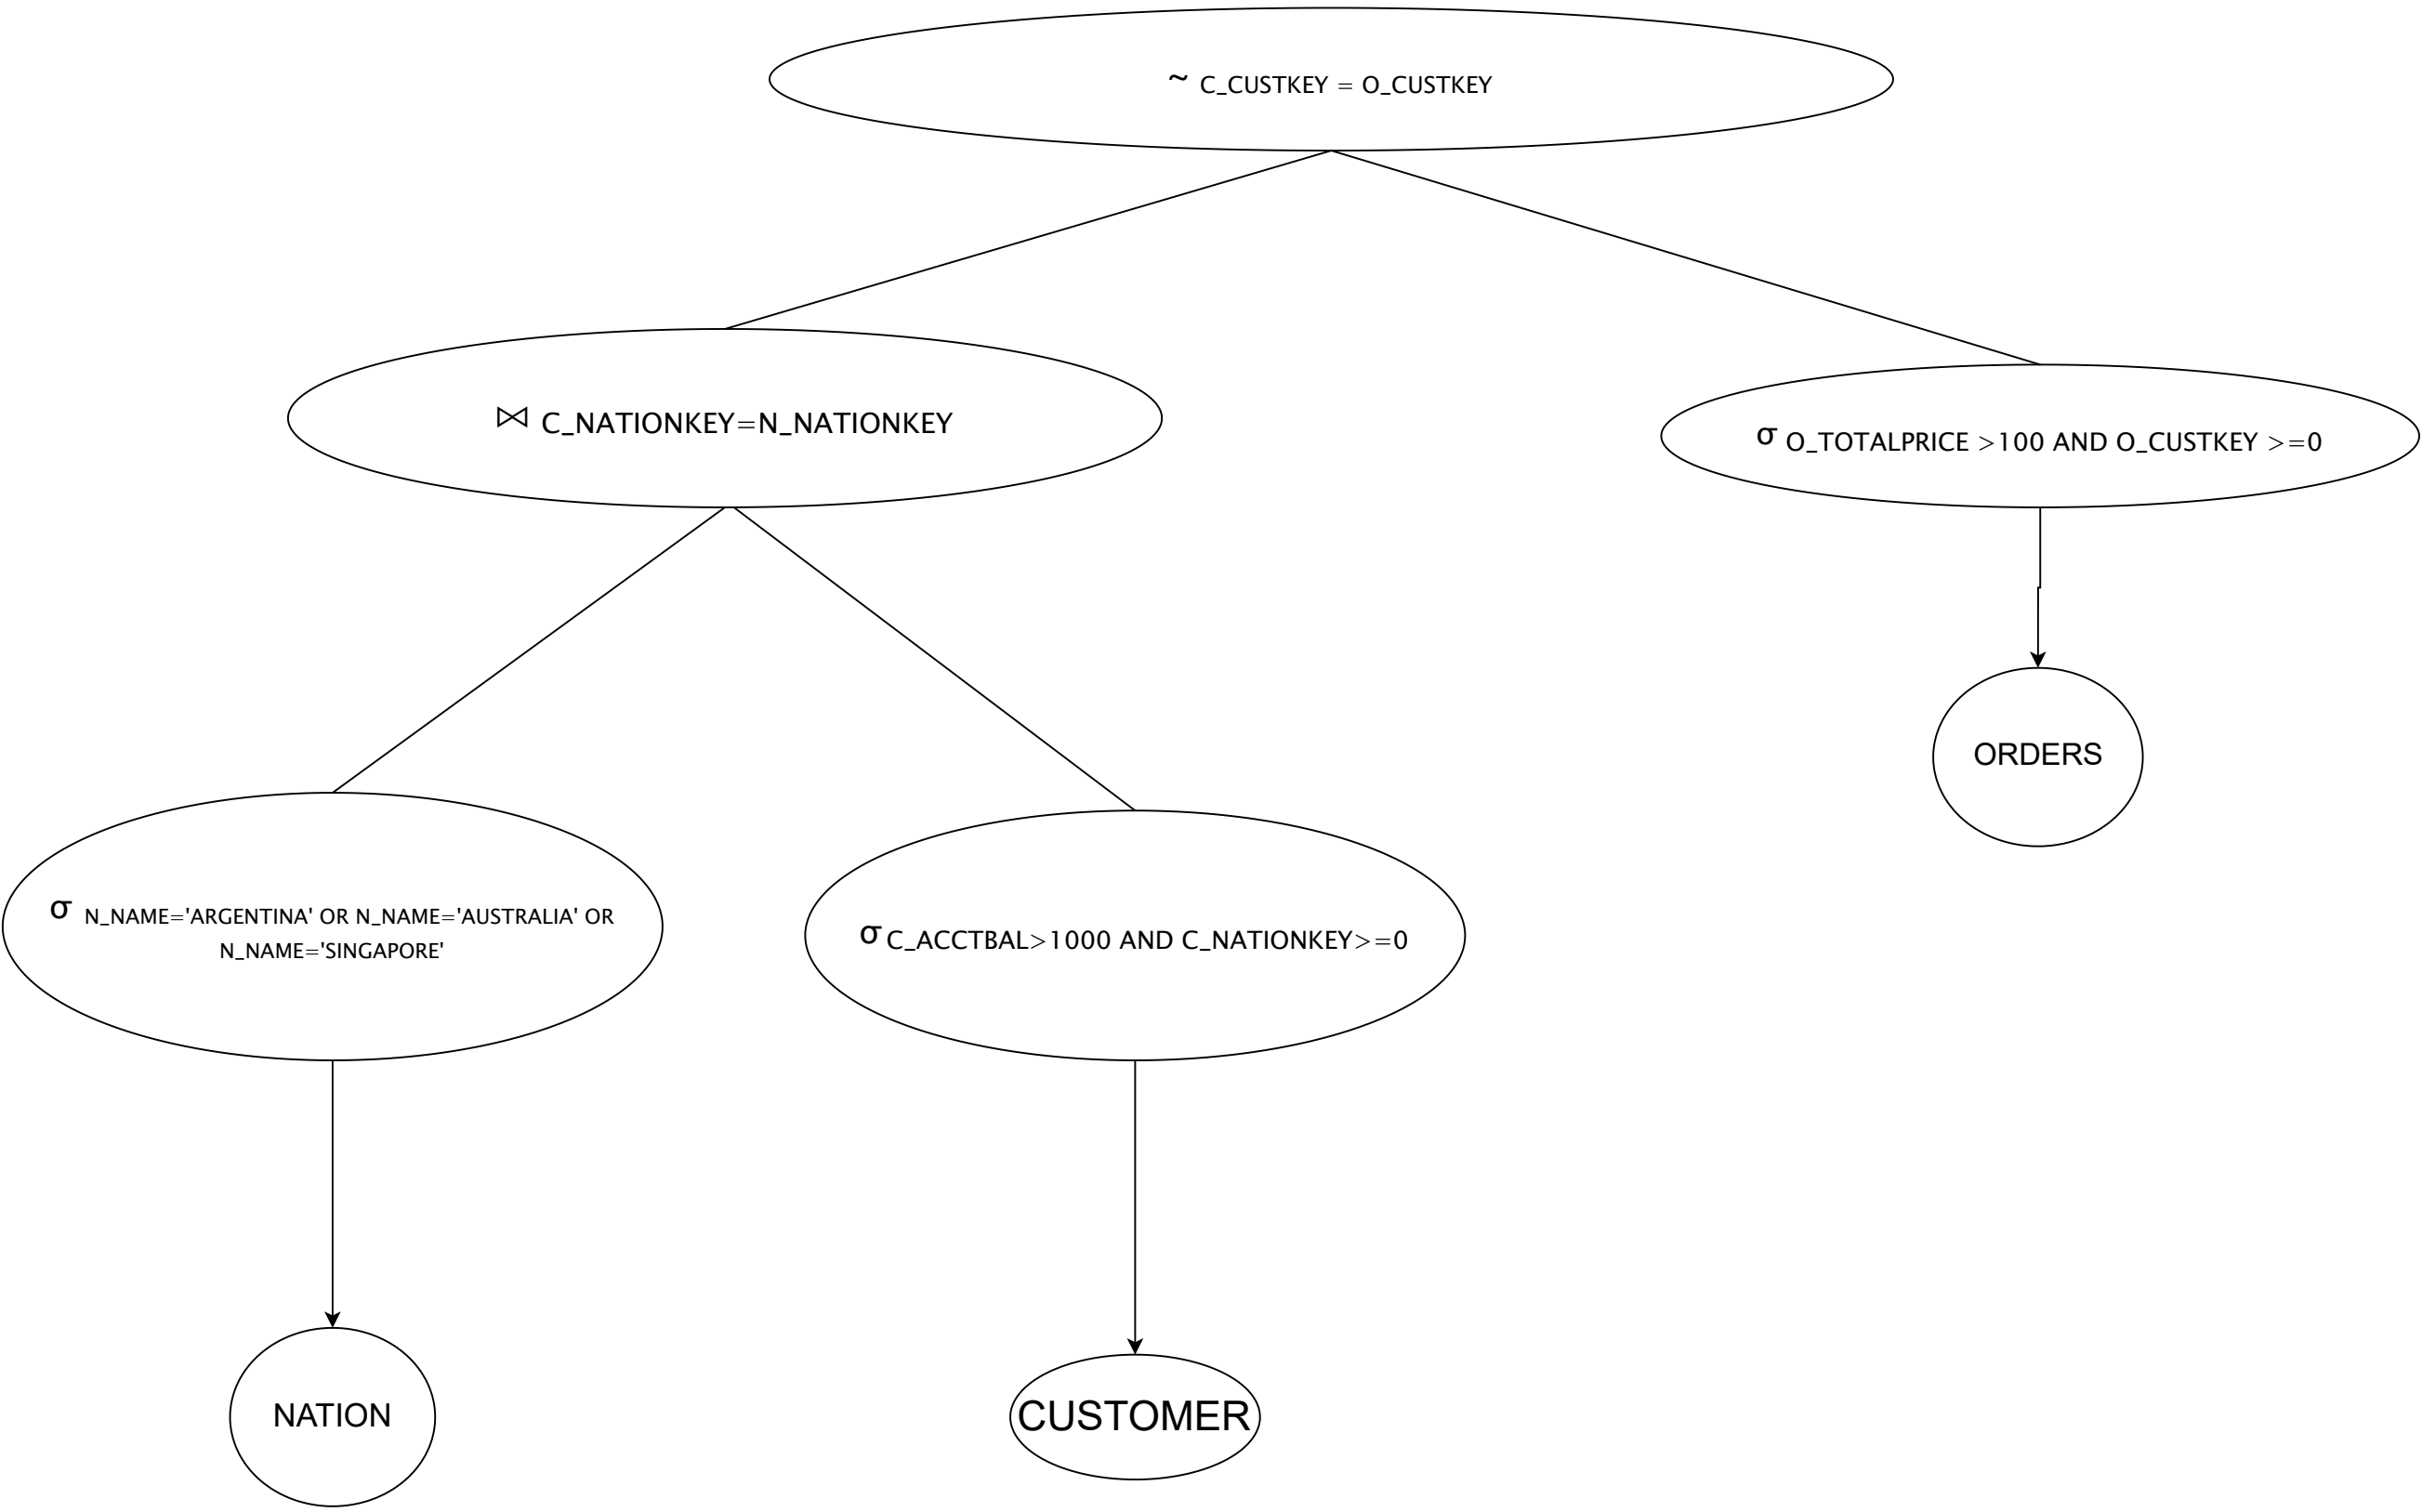 ~ C_CUSTKEY = O_CUSTKEY
⋈ C_NATIONKEY=N_NATIONKEY
σ O_TOTALPRICE >100 AND O_CUSTKEY >=0
ORDERS
σ N_NAME='ARGENTINA' OR N_NAME='AUSTRALIA' OR
N_NAME='SINGAPORE'
σ C_ACCTBAL>1000 AND C_NATIONKEY>=0
NATION
CUSTOMER